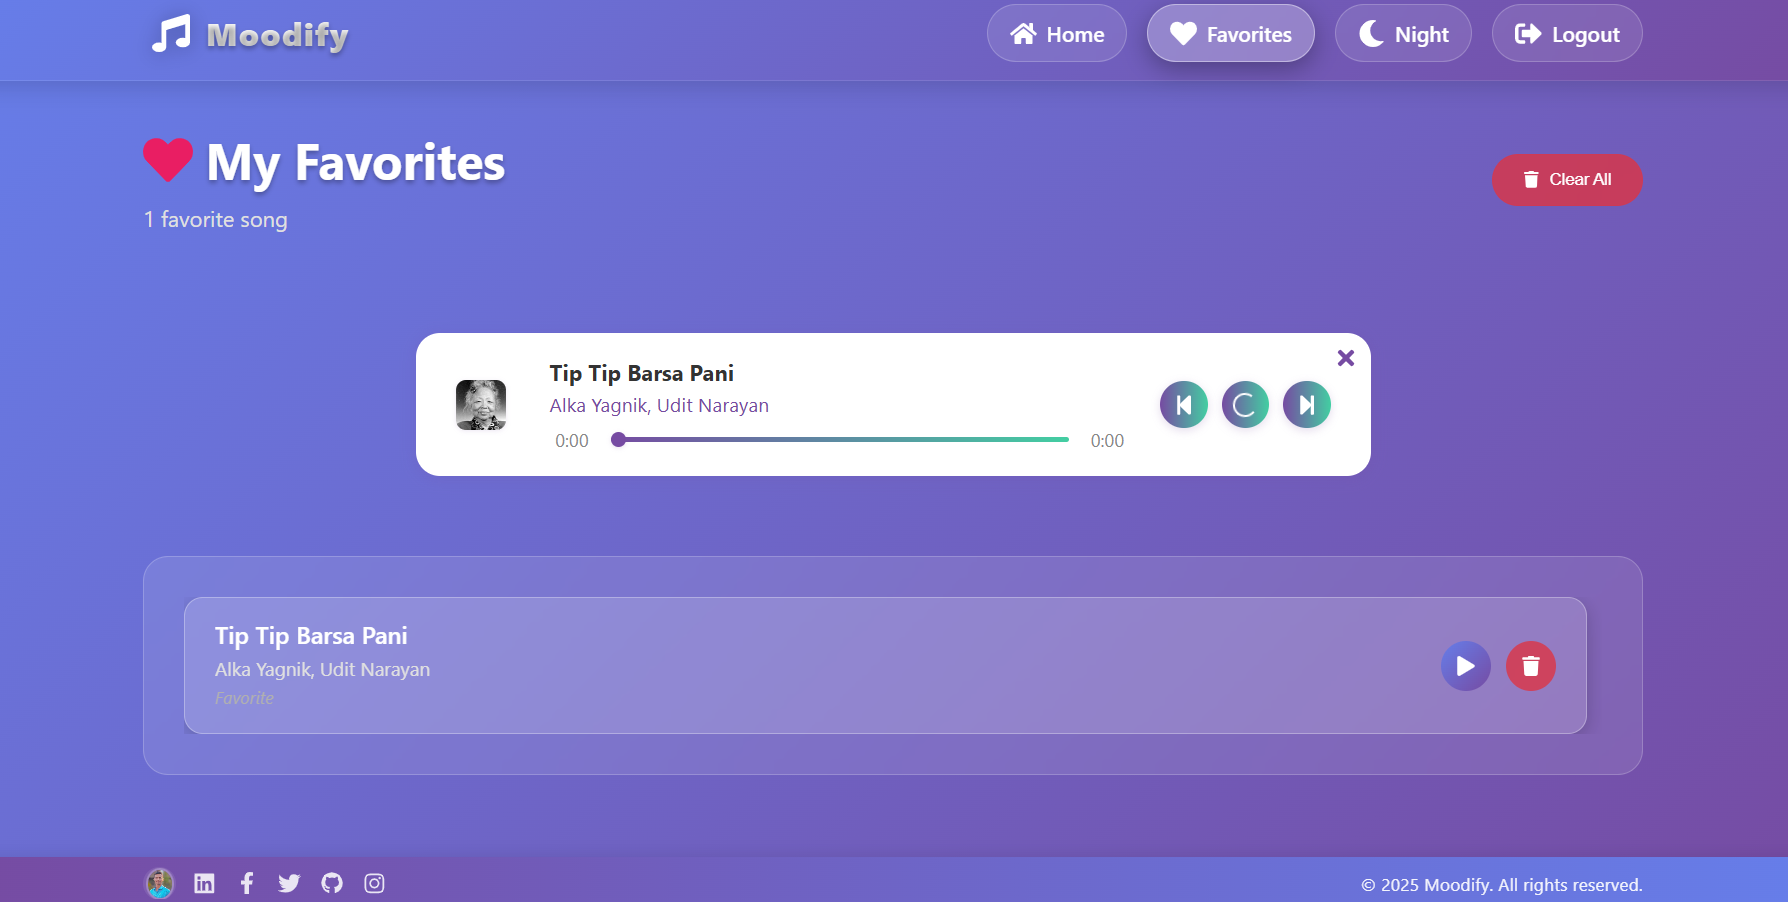 Moodify
Home
Favorites
Night
Logout
My Favorites
1 favorite song
Clear All
Tip Tip Barsa Pani
Alka Yagnik, Udit Narayan
0:00
0:00
Tip Tip Barsa Pani
Alka Yagnik, Udit Narayan
Favorite
© 2025 Moodify. All rights reserved.